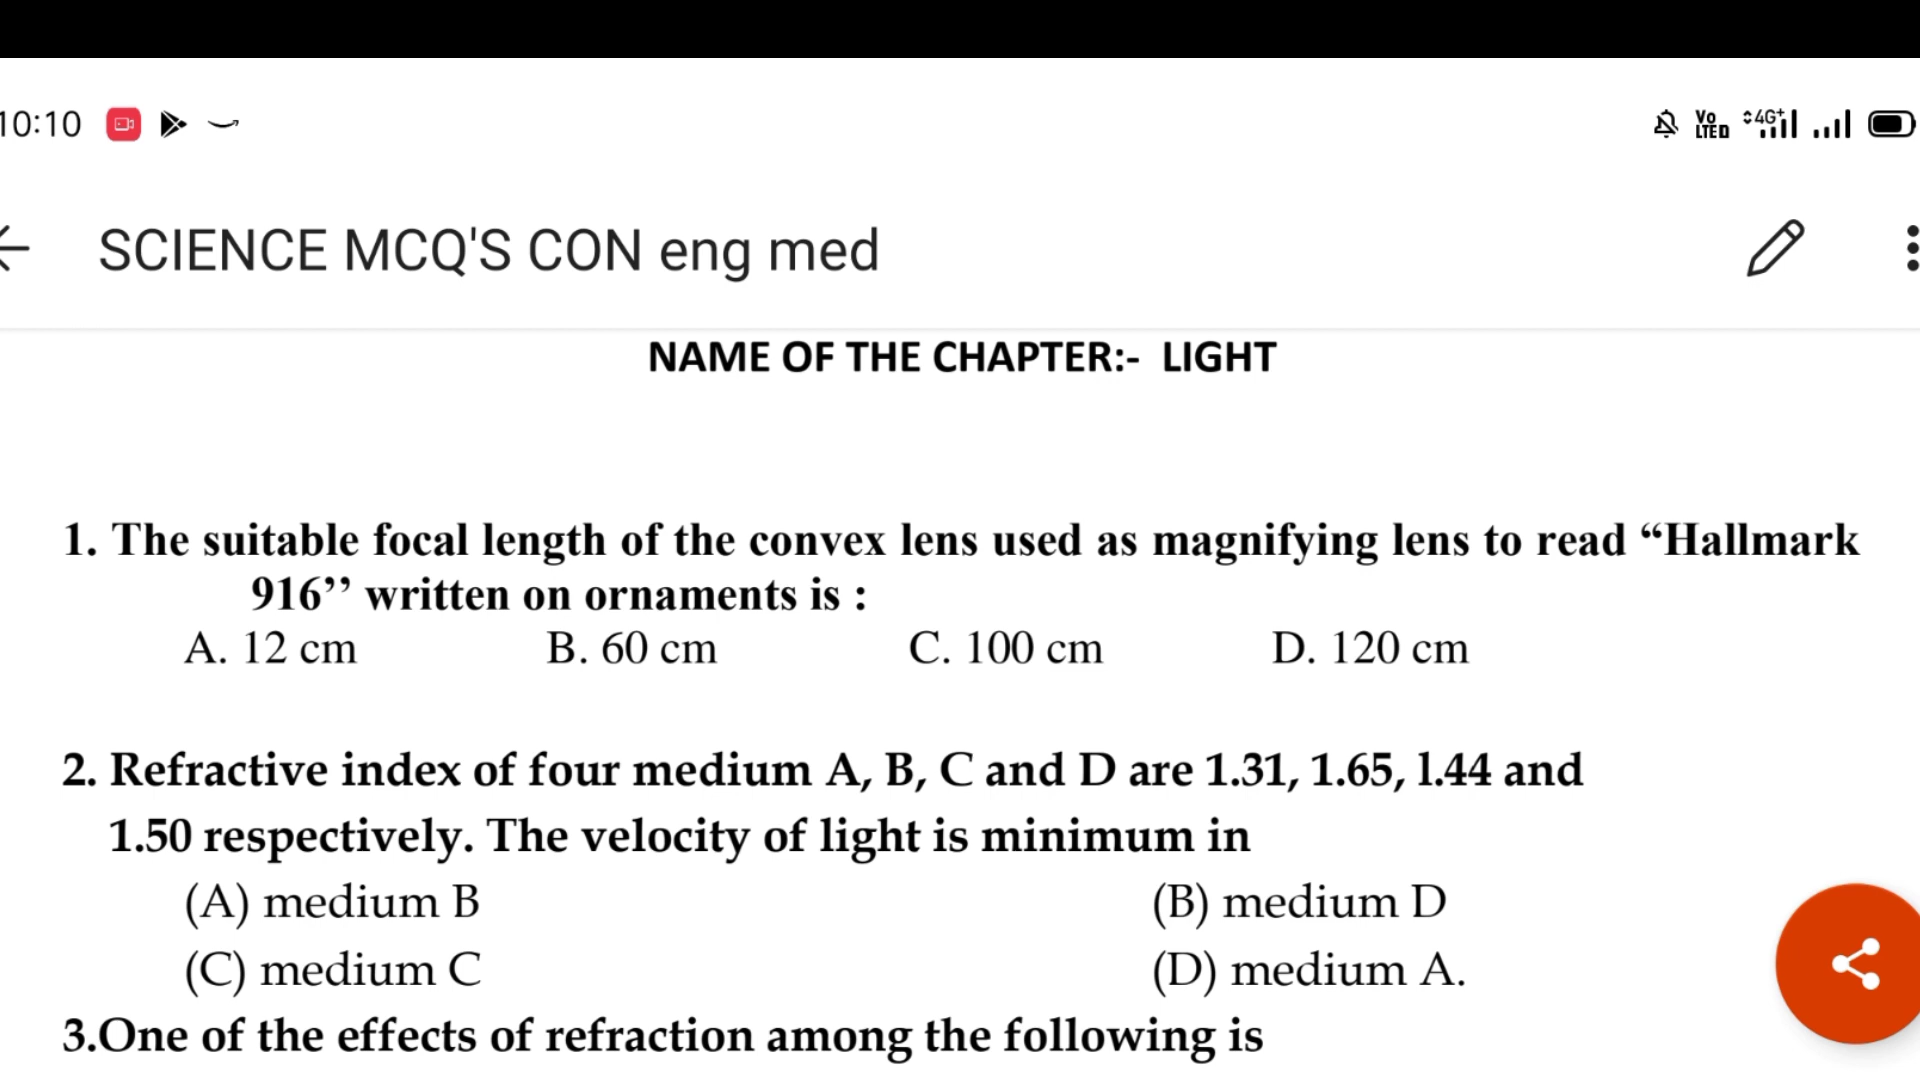 10:10 Vo LTED 4G+
SCIENCE MCQ'S CON eng med
NAME OF THE CHAPTER:- LIGHT
1. The suitable focal length of the convex lens used as magnifying lens to read “Hallmark
916’’ written on ornaments is :
A. 12 cm B. 60 cm C. 100 cm D. 120 cm
2. Refractive index of four medium A, B, C and D are 1.31, 1.65, 1.44 and
1.50 respectively. The velocity of light is minimum in
(A) medium B (B) medium D
(C) medium C (D) medium A.
3.One of the effects of refraction among the following is